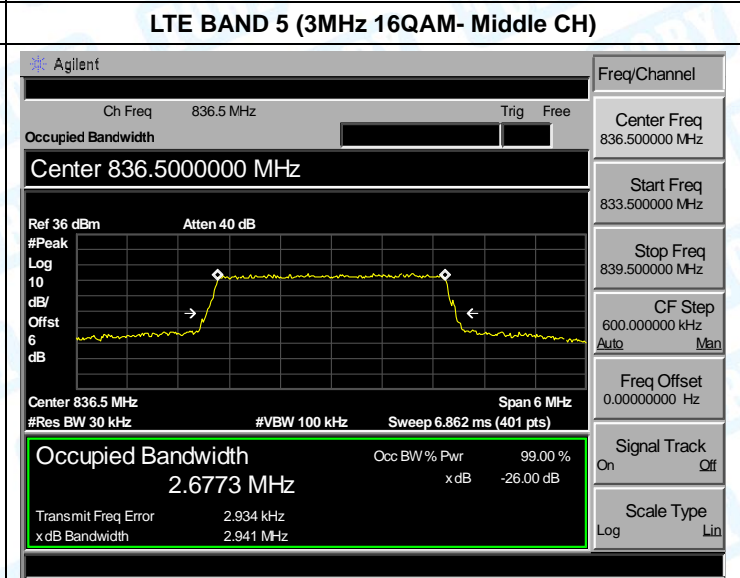 LTE BAND 5 (3MHz 16QAM- Middle CH)
Agilent
Ch Freq 836.5 MHz Trig Free
Occupied Bandwidth
Center 836.5000000 MHz
Ref 36 dBm Atten 40 dB
#Peak
Log
10
dB/
Offst
6
dB
Center 836.5 MHz Span 6 MHz
#Res BW 30 kHz #VBW 100 kHz Sweep 6.862 ms (401 pts)
Occupied Bandwidth Occ BW % Pwr 99.00 %
2.6773 MHz x dB -26.00 dB
Transmit Freq Error 2.934 kHz
x dB Bandwidth 2.941 MHz
Freq/Channel
Center Freq
836.500000 MHz
Start Freq
833.500000 MHz
Stop Freq
839.500000 MHz
CF Step
600.000000 kHz
Auto Man
Freq Offset
0.00000000 Hz
Signal Track
On Off
Scale Type
Log Lin